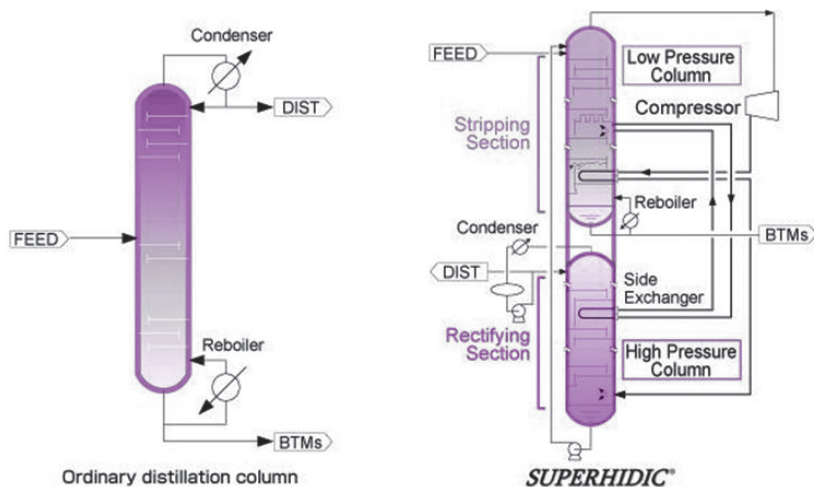 Condenser
DIST
FEED
Reboiler
BTMs
Ordinary distillation column
FEED
Low Pressure
Column
Compressor
Stripping
Section
Reboiler
BTMs
Condenser
DIST
Side
Exchanger
Rectifying
Section
High Pressure
Column
SUPERHIDIC®